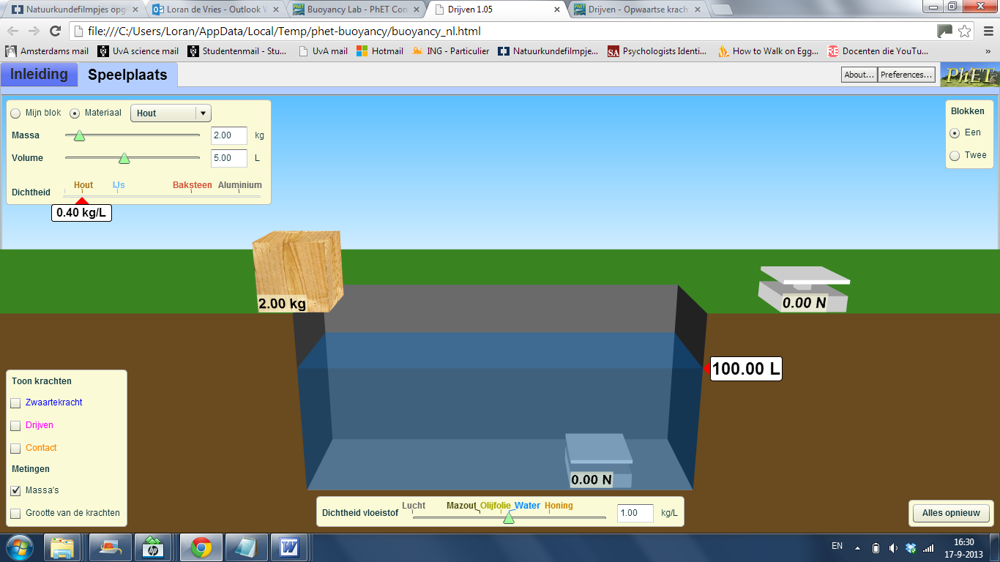 Natuurkundefilmpjes opg
Loran de Vries - Outlook V
Buoyancy Lab - PhET Con
Drijven 1.05
Drijven - Opwaartse krach
file:///C:/Users/Loran/AppData/Local/Temp/phet-buoyancy/buoyancy_nl.html
Amsterdams mail
UvA science mail
Studentenmail - Stu...
UvA mail
Hotmail
ING - Particulier
Natuurkundefilmpje...
SA Psychologists Identi...
How to Walk on Egg...
RE Docenten die YouTu...
»
Inleiding
Speelplaats
About...
Preferences...
PhET
Mijn blok
Materiaal
Hout
Massa
2.00
kg
Volume
5.00
L
Hout
IJs
Baksteen
Aluminium
Dichtheid
0.40 kg/L
Blokken
Een
Twee
2.00 kg
0.00 N
100.00 L
0.00 N
Toon krachten
Zwaartekracht
Drijven
Contact
Metingen
Massa's
Grootte van de krachten
Lucht
Mazout
Olijfolie
Water
Honing
Dichtheid vloeistof
1.00
kg/L
Alles opnieuw
hp
W
EN
16:30
17-9-2013